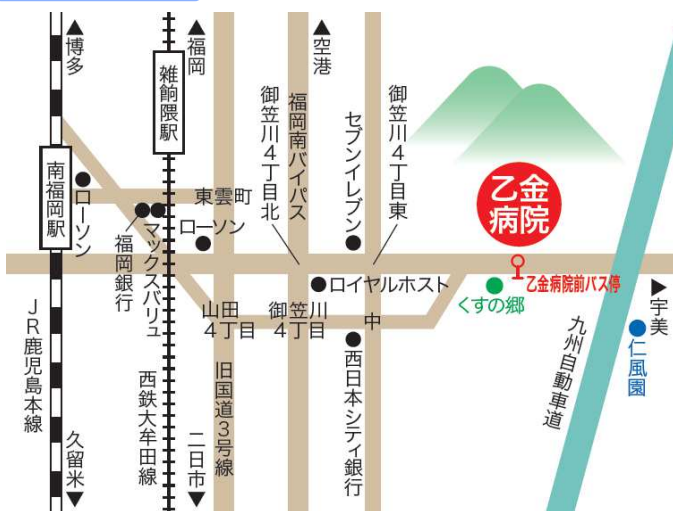 ▲博多
▲福岡
▲空港
雑餉隈駅
南福岡駅
ローソン
福岡銀行
マックスバリュ
東雲町
ローソン
御笠川4丁目北
福岡南バイパス
セブンイレブン
御笠川4丁目東
乙金
病院
乙金病院前バス停
くすの郷
▶宇美
仁風園
九州自動車道
ロイヤルホスト
山田
4丁目
御笠川
4丁目
中
西日本シティ銀行
旧国道3号線
西鉄大牟田線
二日市▼
JR鹿児島本線
久留米▼